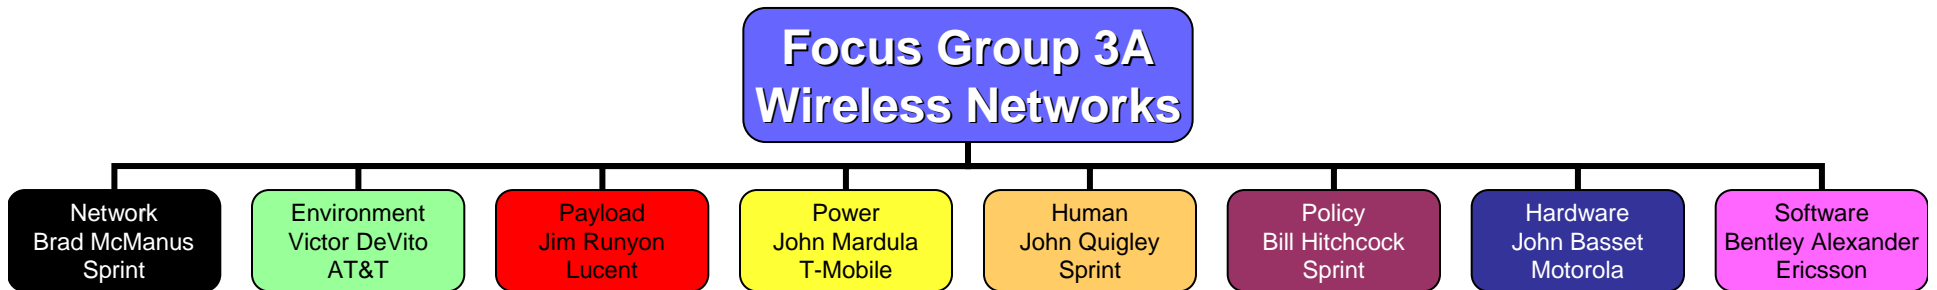 Focus Group 3A
Wireless Networks
Network
Brad McManus
Sprint
Environment
Victor DeVito
AT&T
Payload
Jim Runyon
Lucent
Power
John Mardula
T-Mobile
Human
John Quigley
Sprint
Policy
Bill Hitchcock
Sprint
Hardware
John Basset
Motorola
Software
Bentley Alexander
Ericsson